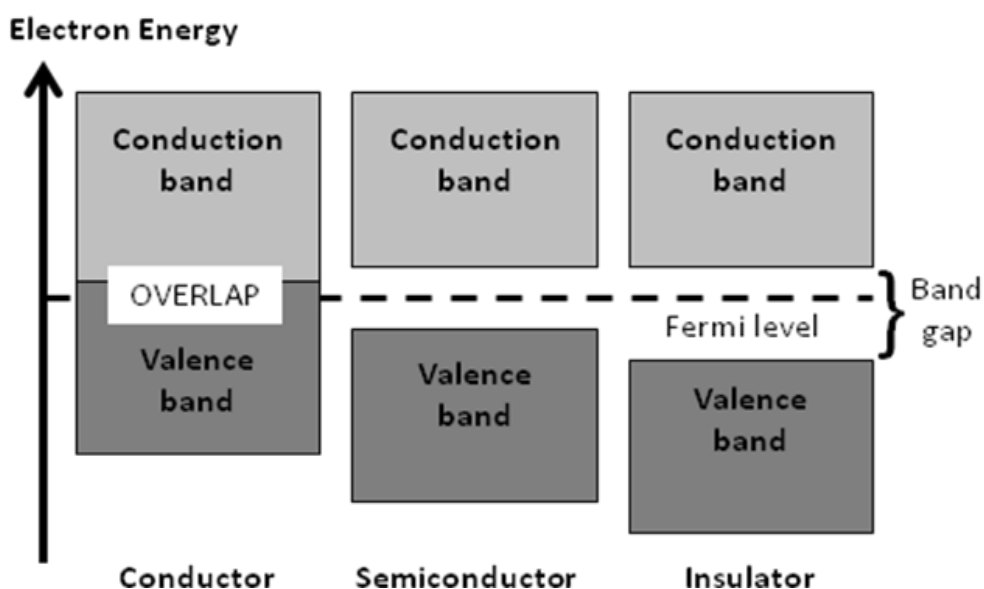 Electron Energy
Conduction
band
OVERLAP
Valence
band
Conductor
Conduction
band
Valence
band
Semiconductor
Conduction
band
Fermi level
Valence
band
Insulator
Band
gap